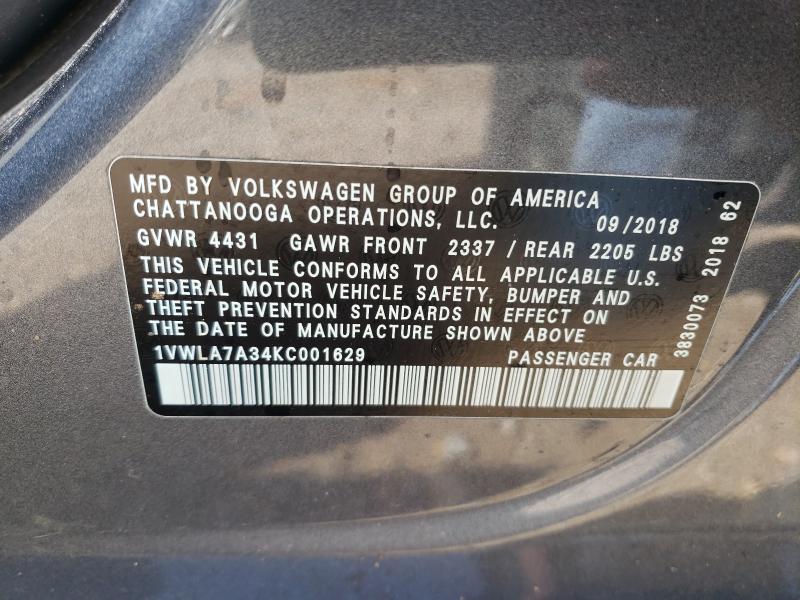 MFD BY VOLKSWAGEN GROUP OF AMERICA
CHATTANOOGA OPERATIONS, LLC. 09/2018
GVWR 4431 GAWR FRONT 2337 / REAR 2205 LBS
THIS VEHICLE CONFORMS TO ALL APPLICABLE U.S.
FEDERAL MOTOR VEHICLE SAFETY, BUMPER AND
THEFT PREVENTION STANDARDS IN EFFECT ON
THE DATE OF MANUFACTURE SHOWN ABOVE
1VWLA7A34KC001629 PASSENGER CAR
3830073 2018 62